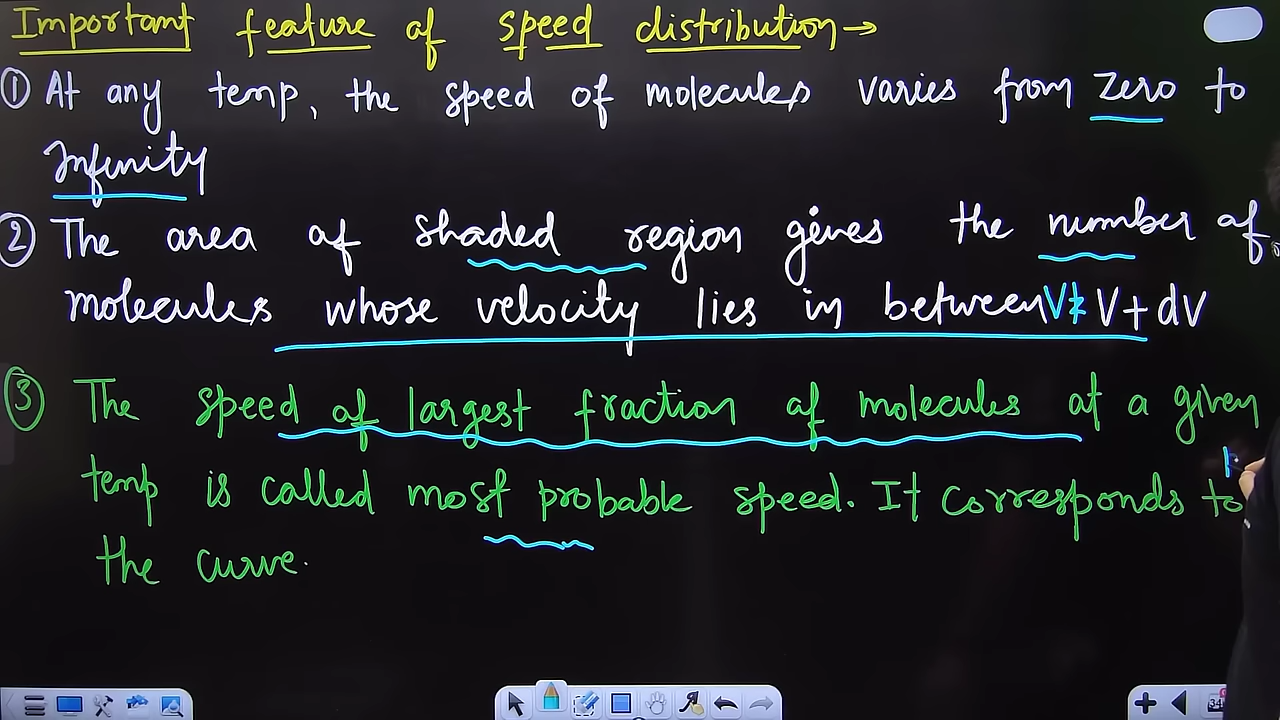 Important feature of speed distribution →
① At any temp, the speed of molecules varies from zero to
Infinity
② The area of shaded region gives the number of
molecules whose velocity lies in between V & V + dV
③ The speed of largest fraction of molecules at a given
temp is called most probable speed. It corresponds to
the curve.